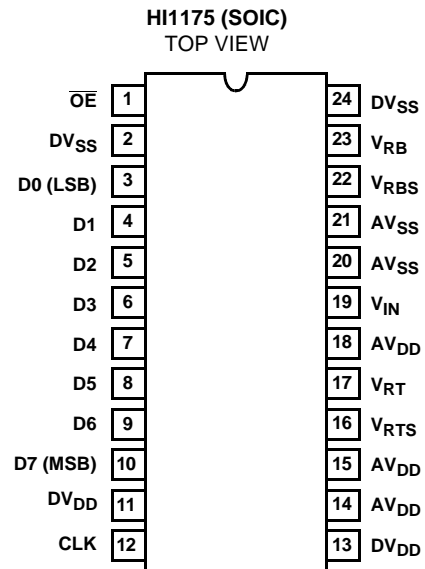 HI1175 (SOIC)
TOP VIEW
OE 1 24 DVSS
DVSS 2 23 VRB
D0 (LSB) 3 22 VRBS
D1 4 21 AVSS
D2 5 20 AVSS
D3 6 19 VIN
D4 7 18 AVDD
D5 8 17 VRT
D6 9 16 VRTS
D7 (MSB) 10 15 AVDD
DVDD 11 14 AVDD
CLK 12 13 DVDD